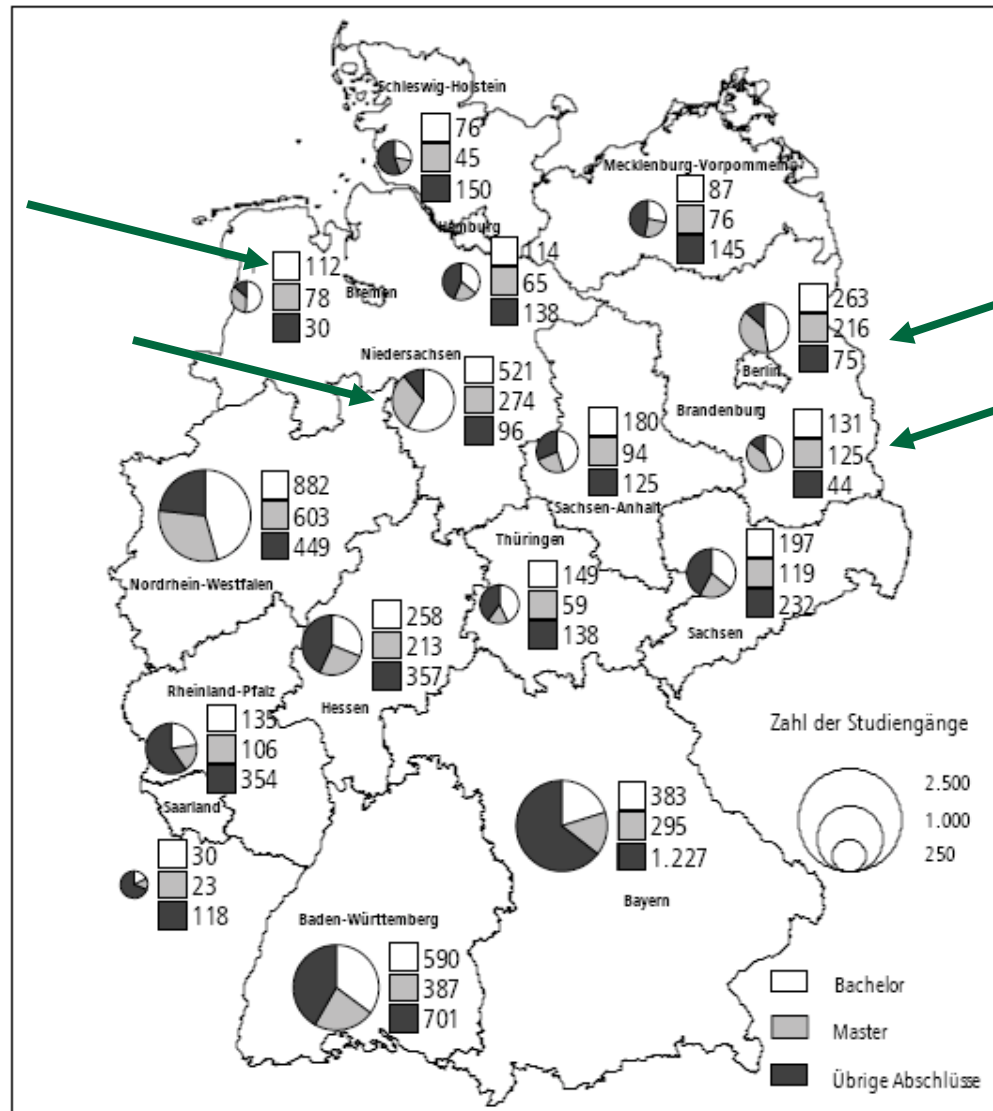 Schleswig-Holstein
76
45
150
Mecklenburg-Vorpommern
87
76
145
Hamburg
114
65
138
112
78
30
Bremen
263
216
75
Berlin
Niedersachsen
521
274
96
Brandenburg
131
125
44
180
94
125
Sachsen-Anhalt
882
603
449
Nordrhein-Westfalen
Thüringen
149
59
138
197
119
232
Sachsen
258
213
357
Hessen
Rheinland-Pfalz
135
106
354
Saarland
30
23
118
383
295
1.227
Bayern
Baden-Württemberg
590
387
701
Zahl der Studiengänge
2.500
1.000
250
Bachelor
Master
Übrige Abschlüsse